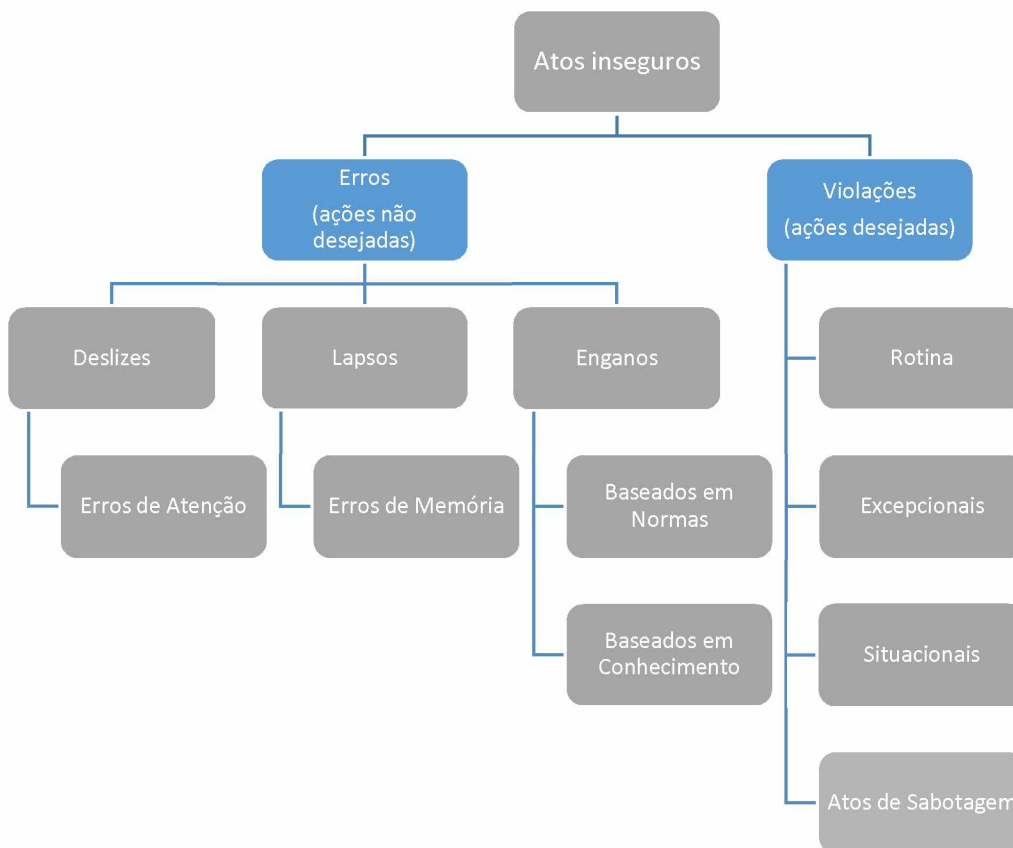 Atos inseguros
Erros
(ações não
desejadas)
Violações
(ações desejadas)
Deslizes
Lapsos
Enganos
Rotina
Erros de Atenção
Erros de Memória
Baseados em
Normas
Excepcionais
Baseados em
Conhecimento
Situacionais
Atos de Sabotagem